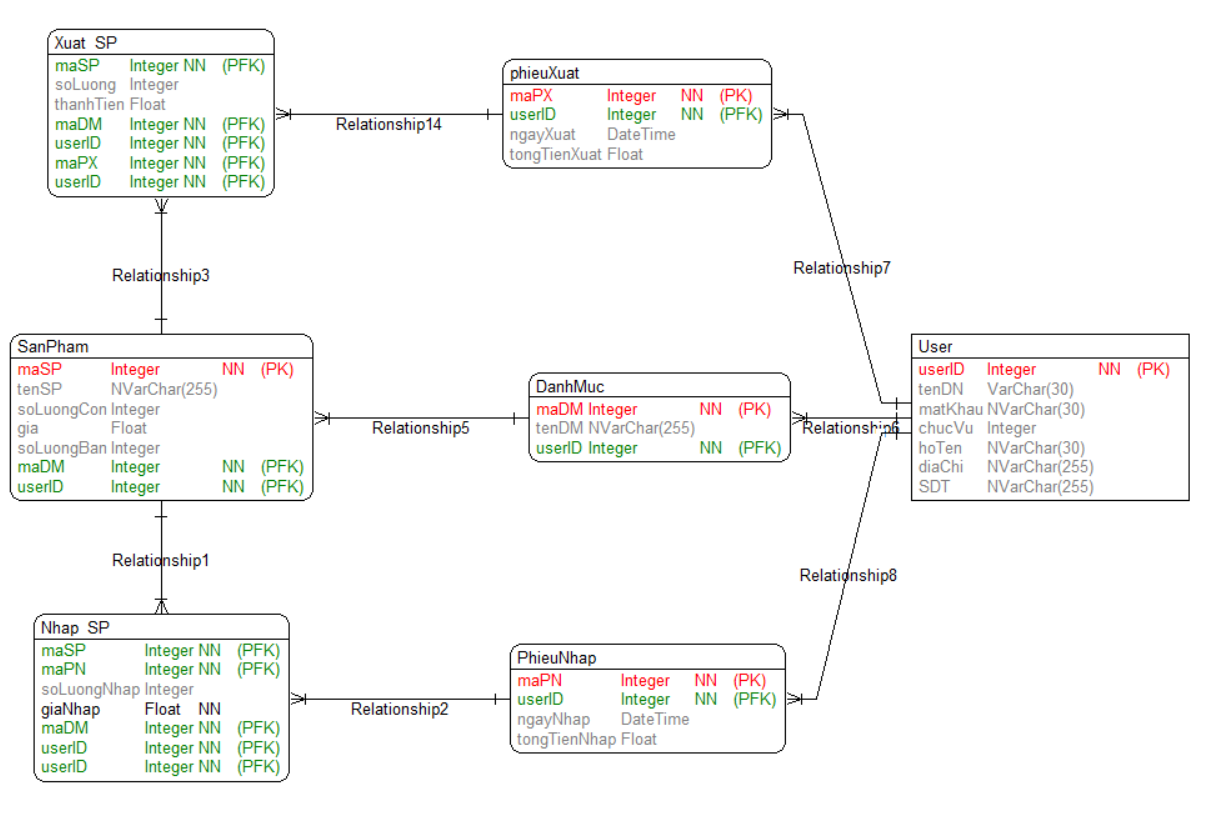 Xuat_SP
maSP Integer NN (PFK)
soLuong Integer
thanhTien Float
maDM Integer NN (PFK)
userID Integer NN (PFK)
maPX Integer NN (PFK)
userID Integer NN (PFK)
phieuXuat
maPX Integer NN (PK)
userID Integer NN (PFK)
ngayXuat DateTime
tongTienXuat Float
Relationship14
Relationship3
Relationship7
SanPham
maSP Integer NN (PK)
tenSP NVarChar(255)
soLuongCon Integer
gia Float
soLuongBan Integer
maDM Integer NN (PFK)
userID Integer NN (PFK)
Relationship5
DanhMuc
maDM Integer NN (PK)
tenDM NVarChar(255)
userID Integer NN (PFK)
Relationship6
User
userID Integer NN (PK)
tenDN VarChar(30)
matKhau NVarChar(30)
chucVu Integer
hoTen NVarChar(30)
diaChi NVarChar(255)
SDT NVarChar(255)
Relationship1
Relationship8
Nhap_SP
maSP Integer NN (PFK)
maPN Integer NN (PFK)
soLuongNhap Integer
giaNhap Float NN
maDM Integer NN (PFK)
userID Integer NN (PFK)
userID Integer NN (PFK)
Relationship2
PhieuNhap
maPN Integer NN (PK)
userID Integer NN (PFK)
ngayNhap DateTime
tongTienNhap Float